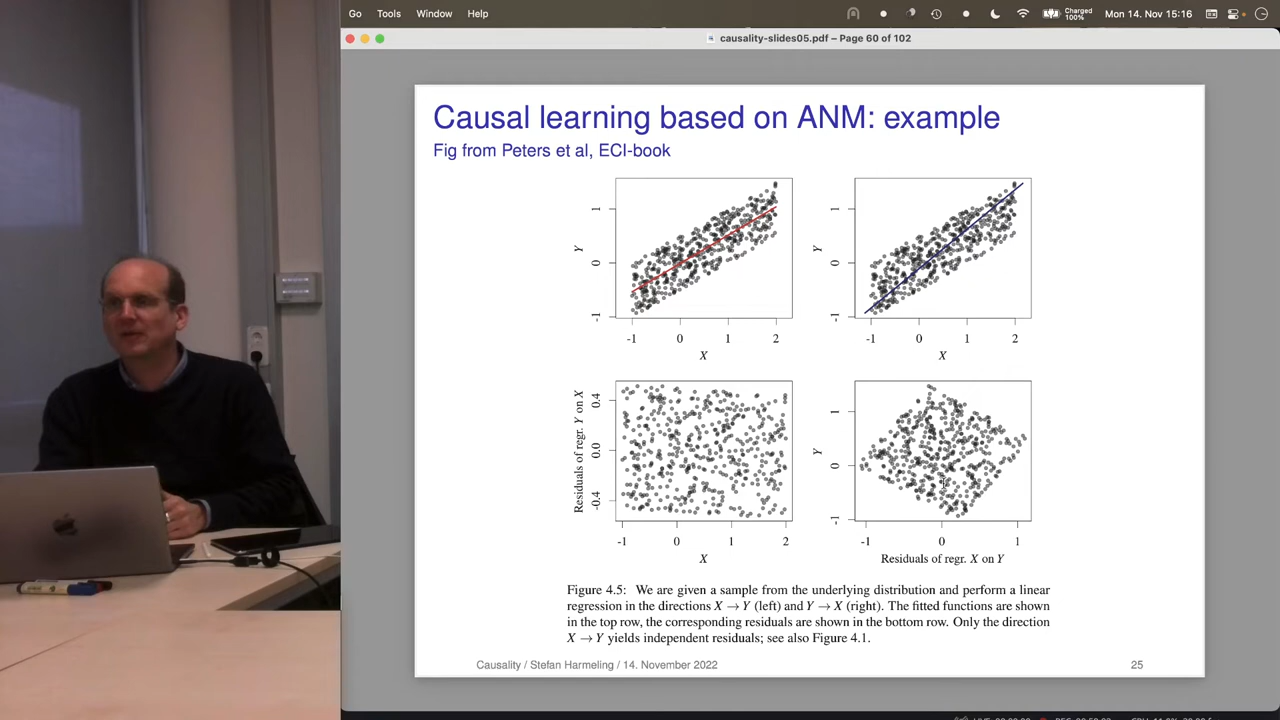 Go Tools Window Help Charged 100% Mon 14. Nov 15:16
causality-slides05.pdf – Page 60 of 102
Causal learning based on ANM: example
Fig from Peters et al, ECI-book
Y
1
0
-1
-1 0 1 2
X
Y
1
0
-1
-1 0 1 2
X
Residuals of regr. Y on X
0.4
0.0
-0.4
-1 0 1 2
X
Y
1
0
-1
-1 0 1
Residuals of regr. X on Y
Figure 4.5: We are given a sample from the underlying distribution and perform a linear
regression in the directions X → Y (left) and Y → X (right). The fitted functions are shown
in the top row, the corresponding residuals are shown in the bottom row. Only the direction
X → Y yields independent residuals; see also Figure 4.1.
Causality / Stefan Harmeling / 14. November 2022 25